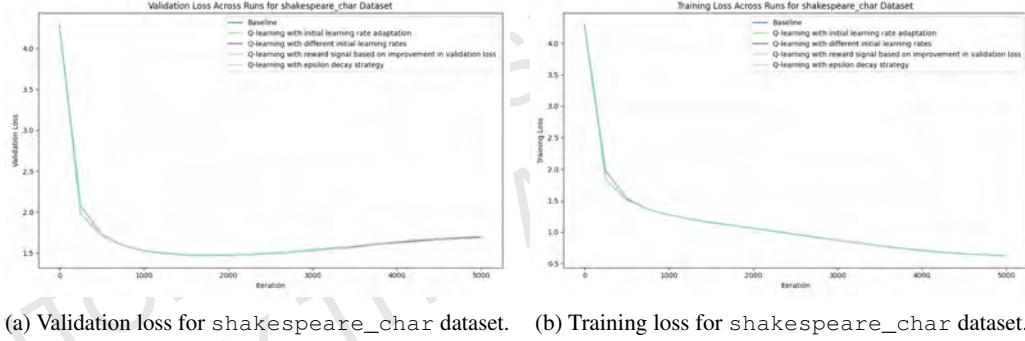 Validation Loss Across Runs for shakespeare_char Dataset
Validation Loss
4.0
3.5
3.0
2.5
2.0
1.5
0
1000
2000
3000
4000
5000
Iteration
Baseline
Q-learning with initial learning rate adaptation
Q-learning with different initial learning rates
Q-learning with reward signal based on improvement in validation loss
Q-learning with epsilon decay strategy
Training Loss Across Runs for shakespeare_char Dataset
Training Loss
4.5
4.0
3.5
3.0
2.5
2.0
1.5
1.0
0.5
0
1000
2000
3000
4000
5000
Iteration
Baseline
Q-learning with initial learning rate adaptation
Q-learning with different initial learning rates
Q-learning with reward signal based on improvement in validation loss
Q-learning with epsilon decay strategy
(a) Validation loss for shakespeare_char dataset.
(b) Training loss for shakespeare_char dataset.